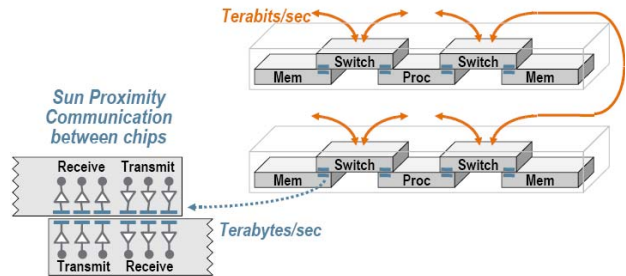 Terabits/sec
Switch
Switch
Mem
Proc
Mem
Sun Proximity
Communication
between chips
Switch
Switch
Mem
Proc
Mem
Receive Transmit
Terabytes/sec
Transmit Receive